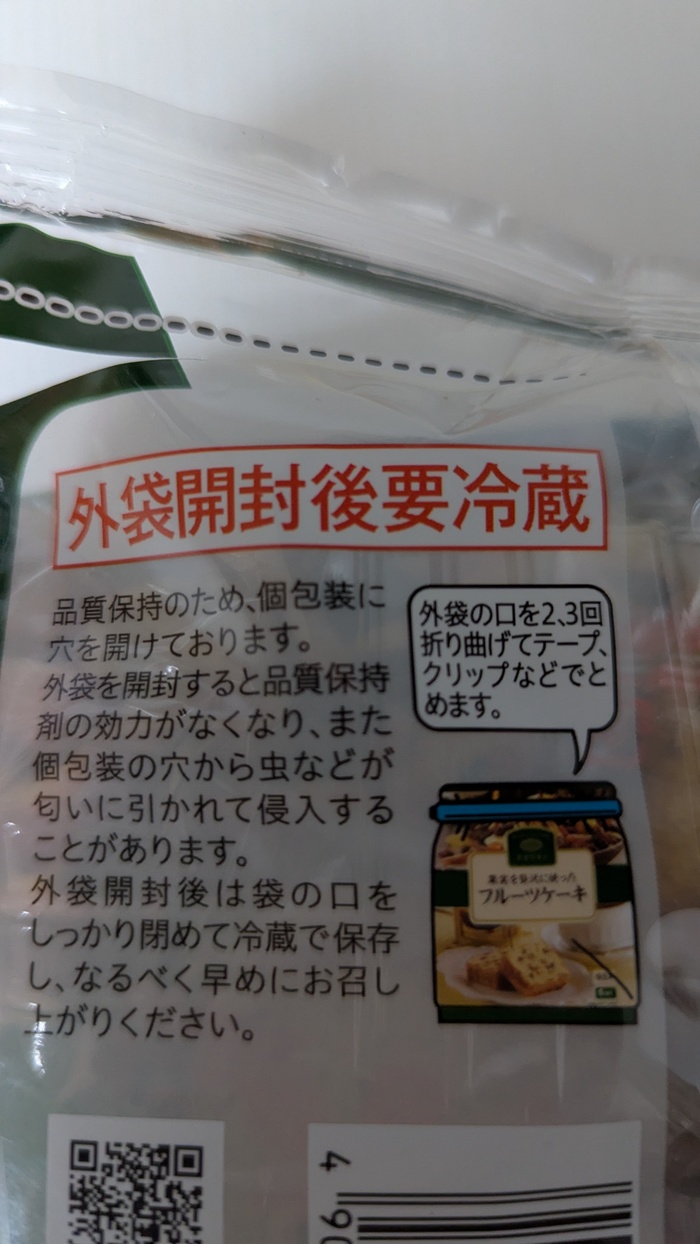 外袋開封後要冷蔵
品質保持のため、個包装に
穴を開けております。
外袋を開封すると品質保持
剤の効力がなくなり、また
個包装の穴から虫などが
匂いに引かれて侵入する
ことがあります。
外袋開封後は袋の口を
しっかり閉めて冷蔵で保存
し、なるべく早めにお召し
上がりください。
外袋の口を2、3回
折り曲げてテープ、
クリップなどでと
めます。
果実を贅沢に使った
フルーツケーキ
4
90